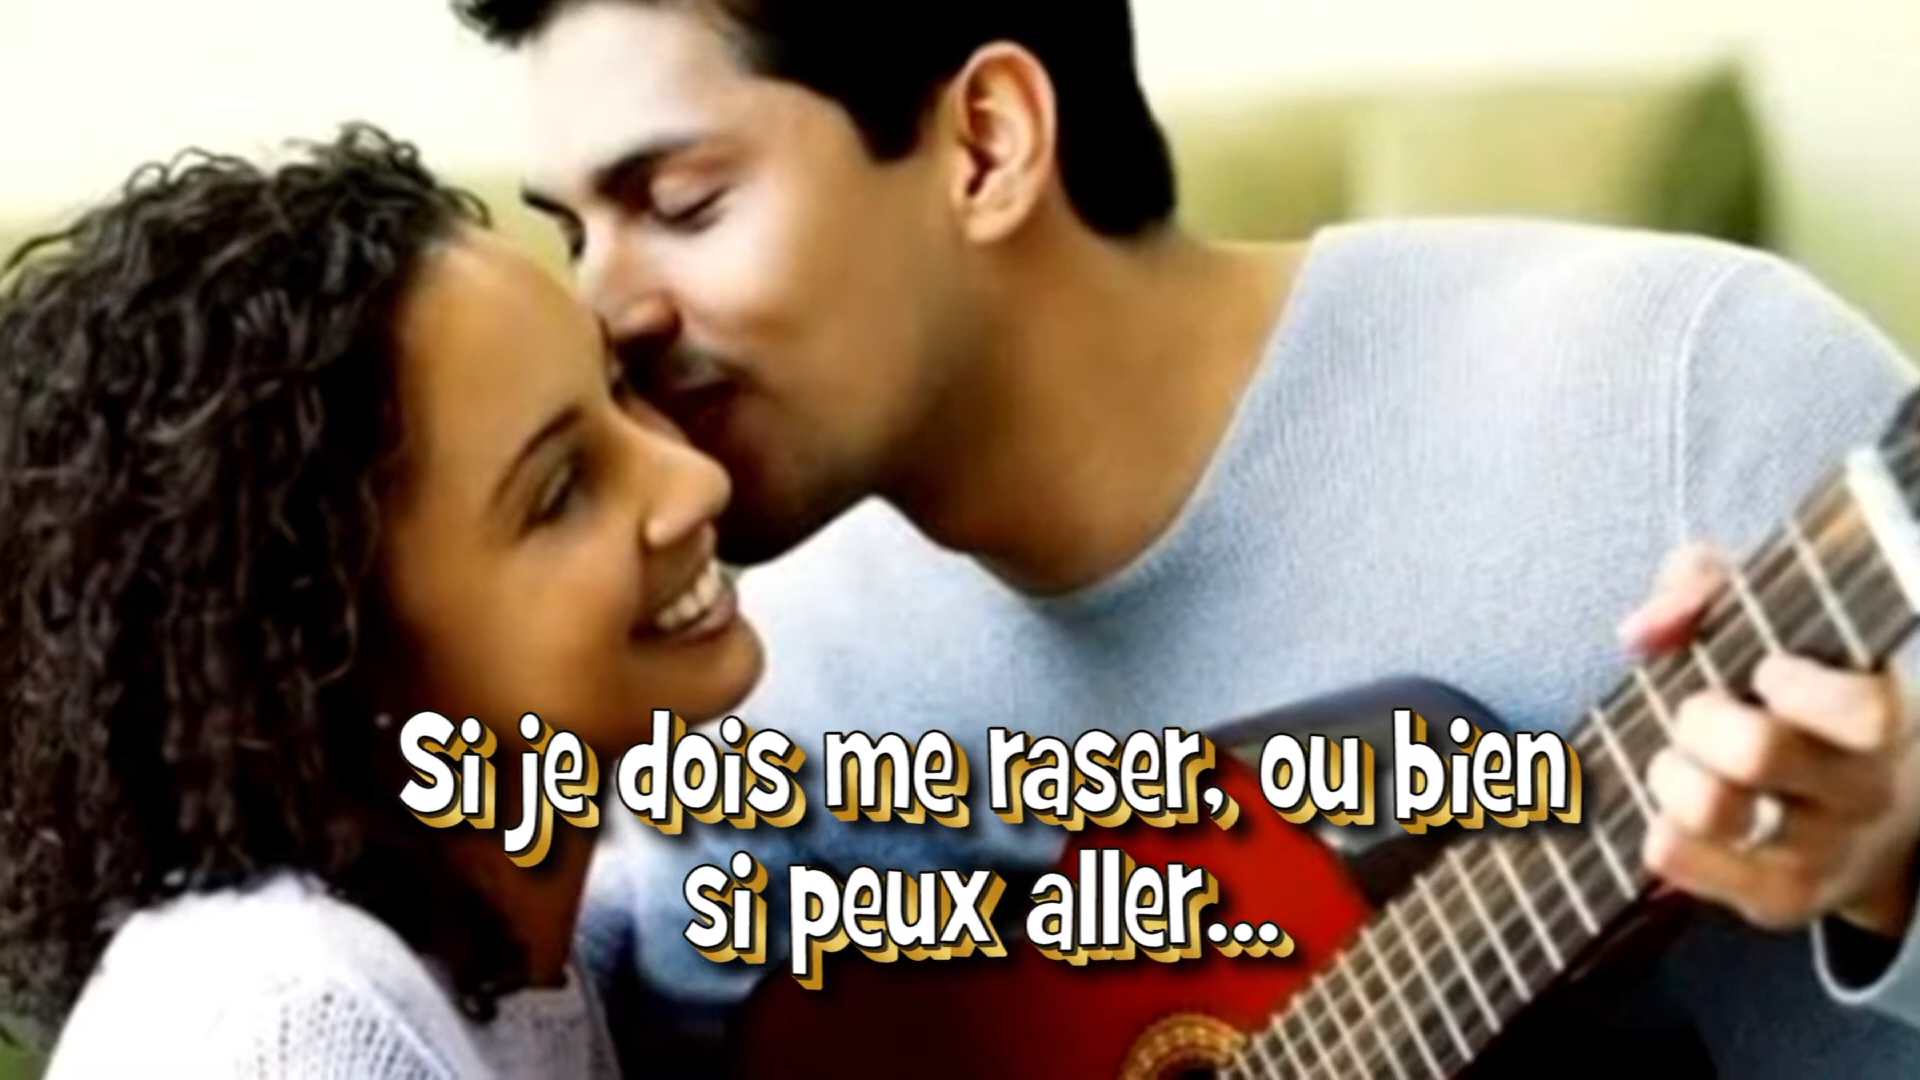 Si je dois me raser, ou bien
si peux aller...